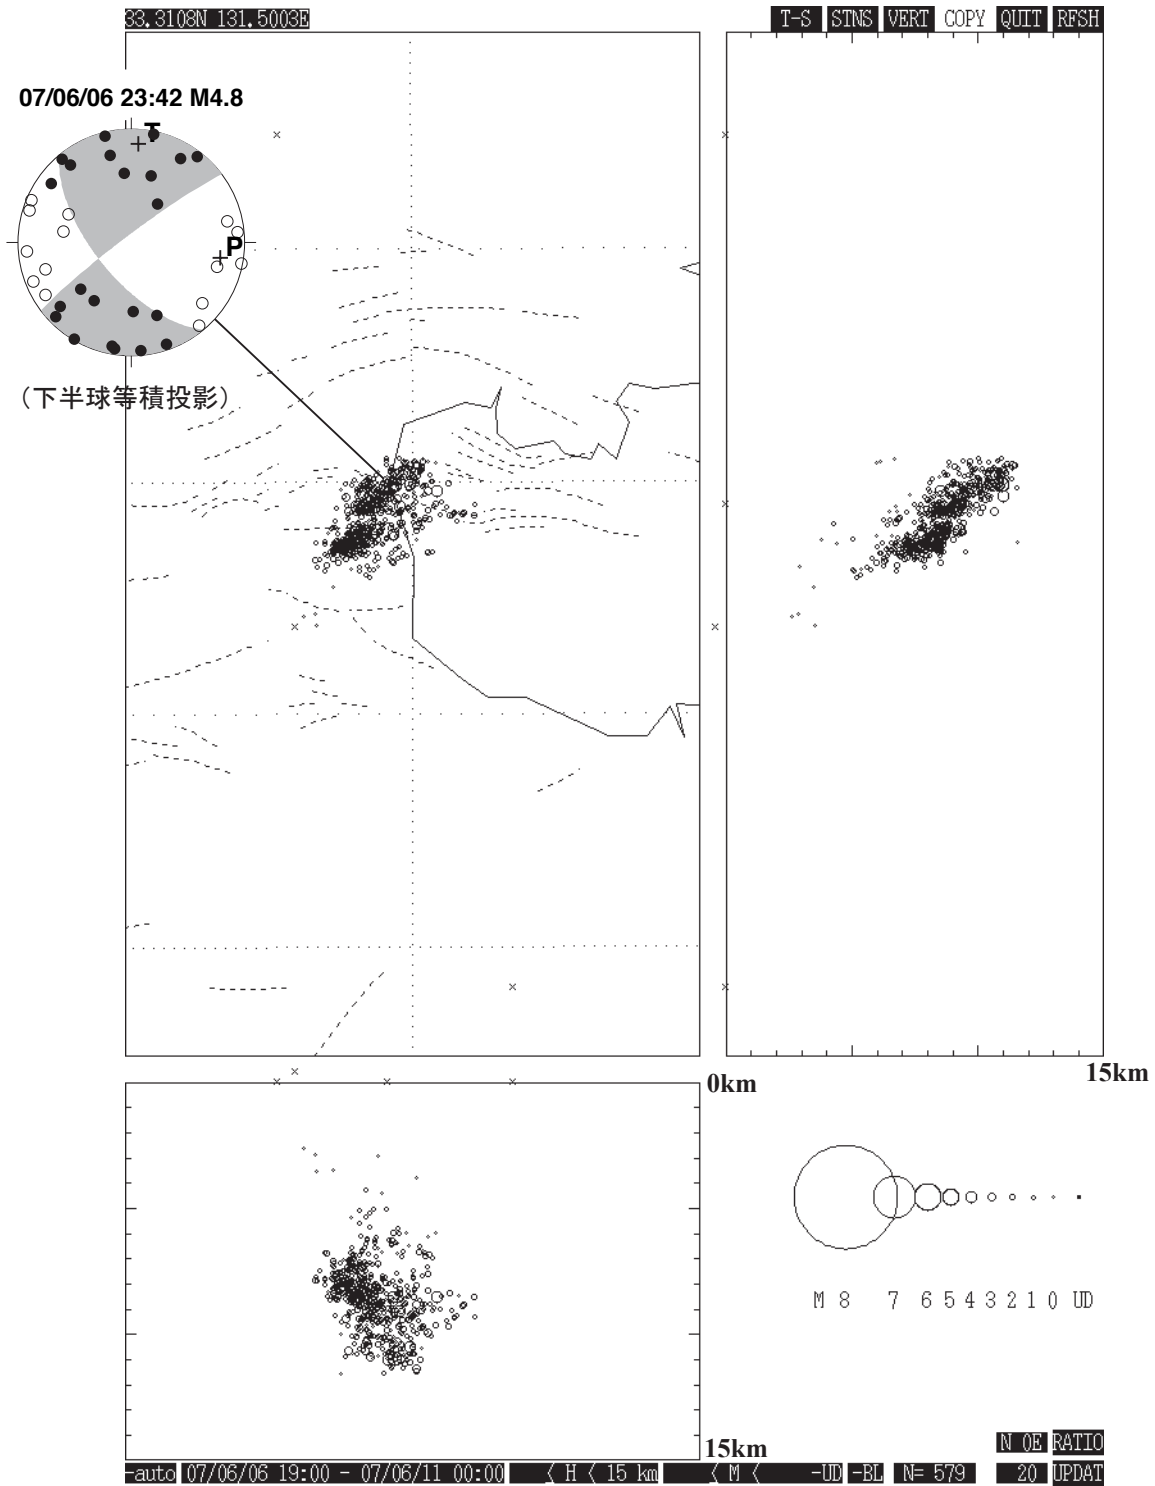 33.3108N 131.5003E
T-S STNS VERT COPY QUIT RFSH
07/06/06 23:42 M4.8
T
P
(下半球等積投影)
0km
15km
M 8 7 6 5 4 3 2 1 0 UD
15km
N 0E RATIO
-auto 07/06/06 19:00 - 07/06/11 00:00 < H < 15 km < M < -UD -BL N= 579 20 UPDAT